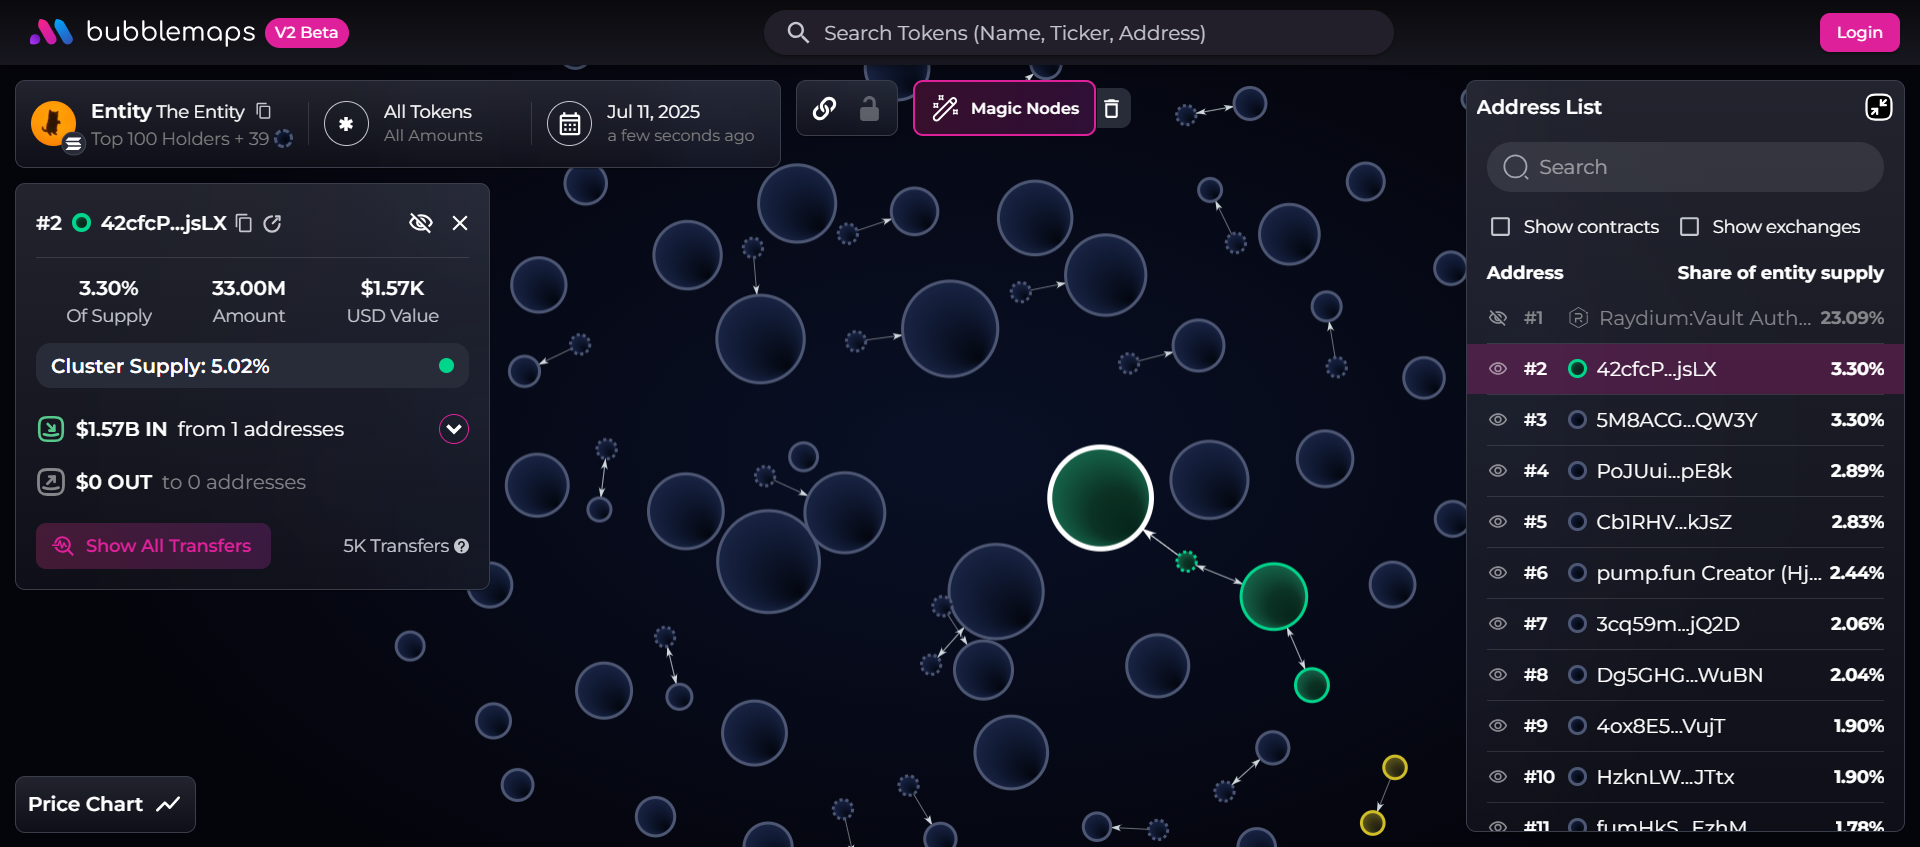 bubblemaps V2 Beta
Search Tokens (Name, Ticker, Address)
Login
Entity The Entity
Top 100 Holders + 39
All Tokens
All Amounts
Jul 11, 2025
a few seconds ago
Magic Nodes
#2 42cfcP...jsLX
3.30%
Of Supply
33.00M
Amount
$1.57K
USD Value
Cluster Supply: 5.02%
$1.57B IN from 1 addresses
$0 OUT to 0 addresses
Show All Transfers
5K Transfers
Price Chart
Address List
Search
Show contracts
Show exchanges
Address Share of entity supply
#1 Raydium:Vault Auth... 23.09%
#2 42cfcP...jsLX 3.30%
#3 5M8ACG...QW3Y 3.30%
#4 PoJUui...pE8k 2.89%
#5 Cb1RHV...kJsZ 2.83%
#6 pump.fun Creator (Hj... 2.44%
#7 3cq59m...jQ2D 2.06%
#8 Dg5GHG...WuBN 2.04%
#9 4ox8E5...VujT 1.90%
#10 HzknLW...JTtx 1.90%
#11 fumHkS...EzhM 1.78%